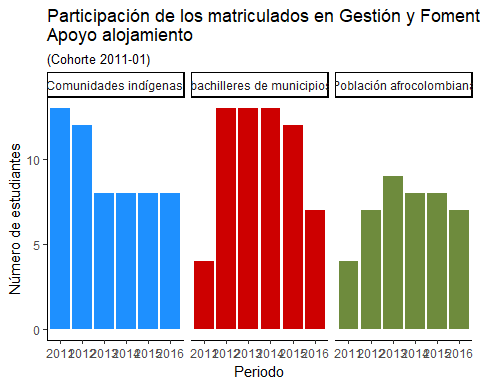 Participación de los matriculados en Gestión y Foment
Apoyo alojamiento
(Cohorte 2011-01)
Comunidades indígenas
bachilleres de municipios
Población afrocolombiana
Número de estudiantes
10
5
0
2011 2012 2013 2014 2015 2016
2011 2012 2013 2014 2015 2016
2011 2012 2013 2014 2015 2016
Periodo